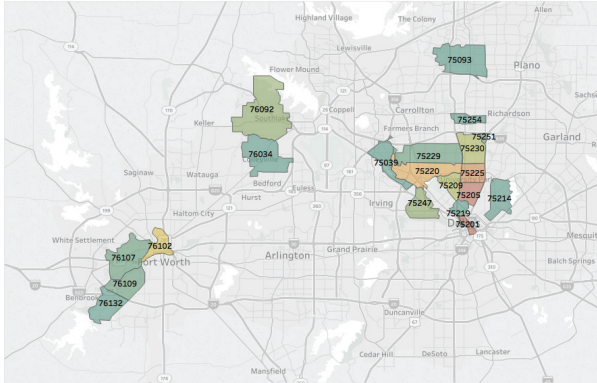 Highland Village
The Colony
Allen
Lewisville
75093
Plano
Flower Mound
Sachse
76092
Southlake
Coppell
Carrollton
75254
Richardson
Keller
Farmers Branch
75251
75230
Garland
76034
75039
75229
75220
75225
Saginaw
Watauga
Bedford
Euless
75209
75205
75214
Hurst
Irving
75247
Haltom City
75219
75201
White Settlement
76102
Mesquit
76107
Fort Worth
Arlington
Grand Prairie
Balch Springs
76109
Benbrook
76132
Duncanville
Cedar Hill
DeSoto
Lancaster
Mansfield